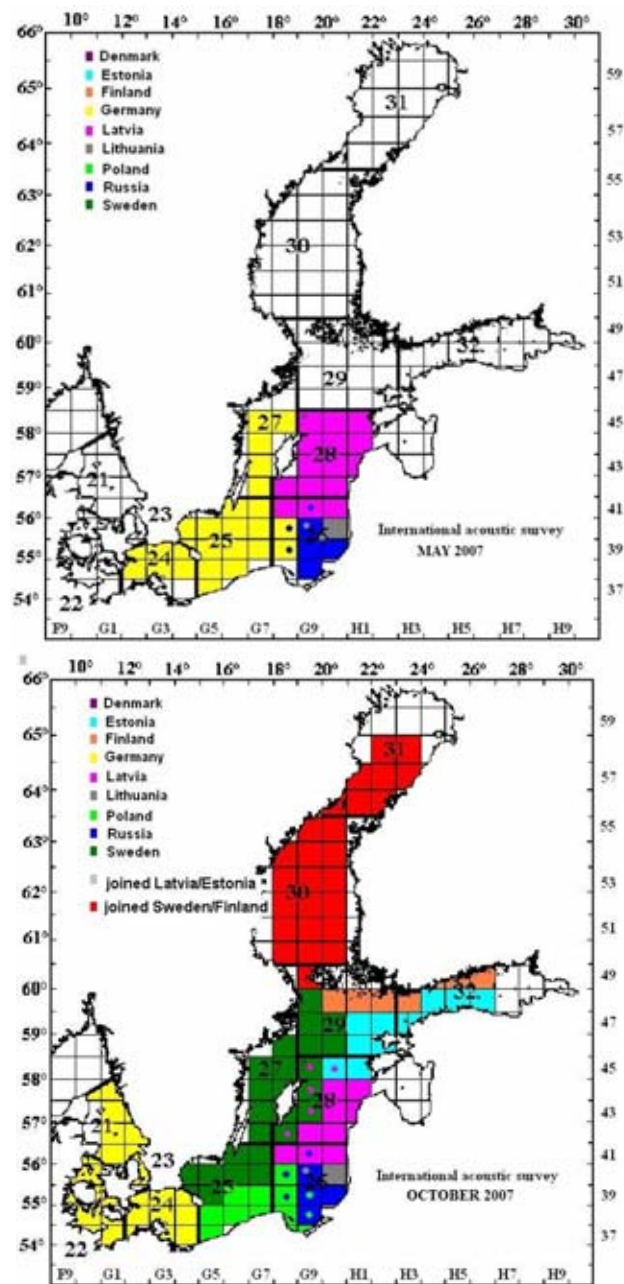 10° 12° 14° 16° 18° 20° 22° 24° 26° 28° 30°
66°
65°
64°
63°
62°
61°
60°
59°
58°
57°
56°
55°
54°
Denmark
Estonia
Finland
Germany
Latvia
Lithuania
Poland
Russia
Sweden
59
57
55
53
51
49
47
45
43
41
39
37
31
30
32
29
27
28
21
23
25
24
22
International acoustic survey
MAY 2007
F9 G1 G3 G5 G7 G9 H1 H3 H5 H7 H9
10° 12° 14° 16° 18° 20° 22° 24° 26° 28° 30°
66°
65°
64°
63°
62°
61°
60°
59°
58°
57°
56°
55°
54°
Denmark
Estonia
Finland
Germany
Latvia
Lithuania
Poland
Russia
Sweden
joined Latvia/Estonia
joined Sweden/Finland
59
57
55
53
51
49
47
45
43
41
39
37
31
30
32
29
27
28
21
23
26
25
24
22
International acoustic survey
OCTOBER 2007
F9 G1 G3 G5 G7 G9 H1 H3 H5 H7 H9